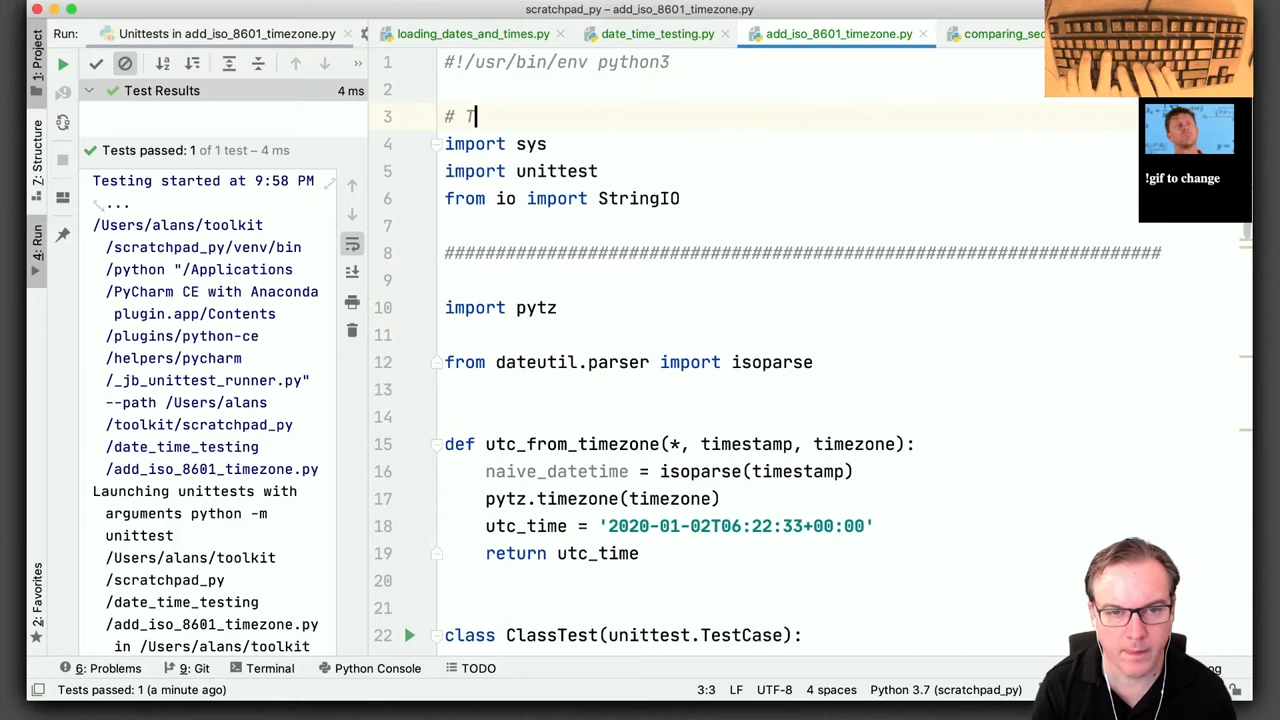 scratchpad_py – add_iso_8601_timezone.py
1: Project
Run: Unittests in add_iso_8601_timezone.py
loading_dates_and_times.py
date_time_testing.py
add_iso_8601_timezone.py
»
Test Results 4 ms
Tests passed: 1 of 1 test – 4 ms
Testing started at 9:58 PM
...
/Users/alans/toolkit
/scratchpad_py/venv/bin
/python "/Applications
/PyCharm CE with Anaconda
plugin.app/Contents
/plugins/python-ce
/helpers/pycharm
/_jb_unittest_runner.py"
--path /Users/alans
/toolkit/scratchpad_py
/date_time_testing
/add_iso_8601_timezone.py
Launching unittests with
arguments python -m
unittest
/Users/alans/toolkit
/scratchpad_py
/date_time_testing
/add_iso_8601_timezone.py
in /Users/alans/toolkit
Z: Structure
4: Run
2: Favorites
1 #!/usr/bin/env python3
2
3 # T
4 import sys
5 import unittest
6 from io import StringIO
7
8 ######################################################################
9
10 import pytz
11
12 from dateutil.parser import isoparse
13
14
15 def utc_from_timezone(*, timestamp, timezone):
16 naive_datetime = isoparse(timestamp)
17 pytz.timezone(timezone)
18 utc_time = '2020-01-02T06:22:33+00:00'
19 return utc_time
20
21
22 class ClassTest(unittest.TestCase):
!gif to change
6: Problems 9: Git Terminal Python Console TODO
Tests passed: 1 (a minute ago) 3:3 LF UTF-8 4 spaces Python 3.7 (scratchpad_py)